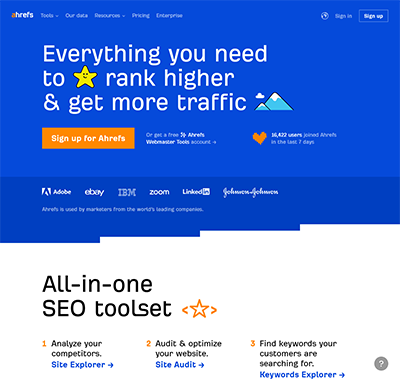 ahrefs Tools Our data Resources Pricing Enterprise Sign in Sign up
Everything you need
to rank higher
& get more traffic
Sign up for Ahrefs
Or get a free Ahrefs
Webmaster Tools account →
16,422 users joined Ahrefs
in the last 7 days
Adobe ebay IBM zoom LinkedIn Johnson&Johnson
Ahrefs is used by marketers from the world's leading companies.
All-in-one
SEO toolset
1 Analyze your
competitors.
Site Explorer →
2 Audit & optimize
your website.
Site Audit →
3 Find keywords your
customers are
searching for.
Keywords Explorer →
?